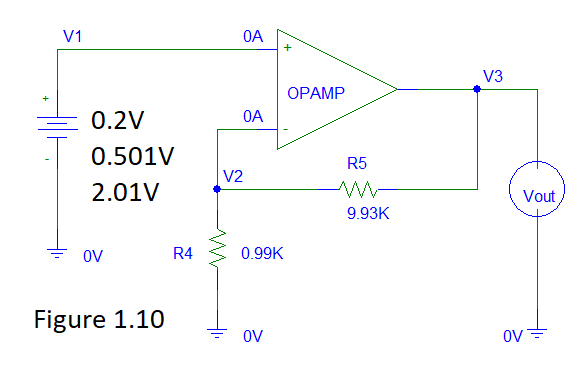 V1
0A
+
OPAMP
V3
+
0.2V
0A
-
-
0.501V
R5
V2
2.01V
9.93K
Vout
R4
0.99K
0V
Figure 1.10
0V
0V